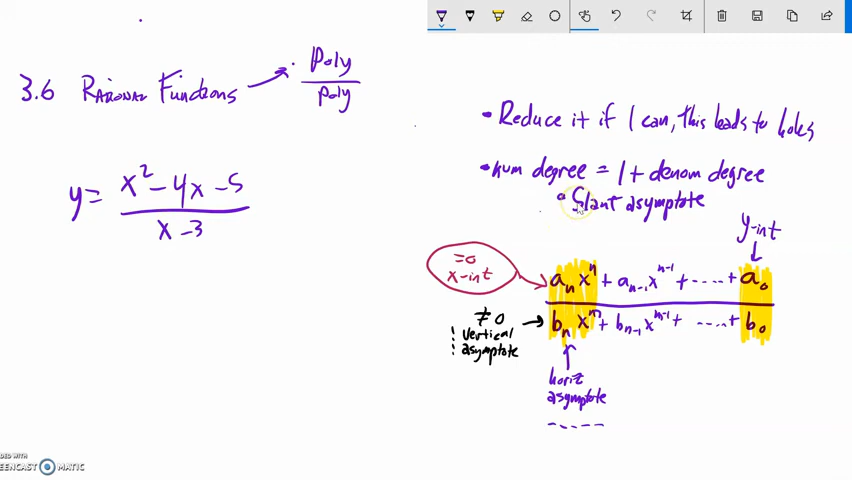 3.6 Rational Functions → Poly
poly
y= x² - 4x - 5
x - 3
• Reduce it if I can, this leads to holes
• num degree = 1 + denom degree
• Slant asymptote
y-int
=0
x-int
aₙxⁿ + aₙ₋₁xⁿ⁻¹ + ..... + a₀
bₙxᵐ + bₙ₋₁xᵐ⁻¹ + ..... + b₀
≠0
vertical
asymptote
horiz
asymptote
MATIC